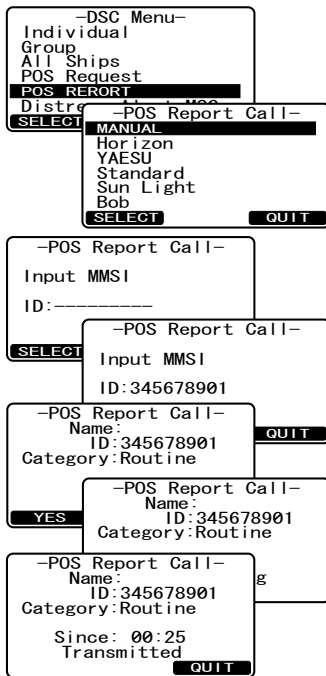 -DSC Menu-
Individual
Group
All Ships
POS Request
POS RERORT
SELECT
-POS Report Call-
MANUAL
Horizon
YAESU
Standard
Sun Light
Bob
SELECT QUIT
-POS Report Call-
Input MMSI
ID:---------
SELECT
-POS Report Call-
Input MMSI
ID:345678901
QUIT
-POS Report Call-
Name:
ID:345678901
Category:Routine
YES
-POS Report Call-
Name:
ID:345678901
Category:Routine
-POS Report Call-
Name:
ID:345678901
Category:Routine
Since: 00:25
Transmitted
QUIT